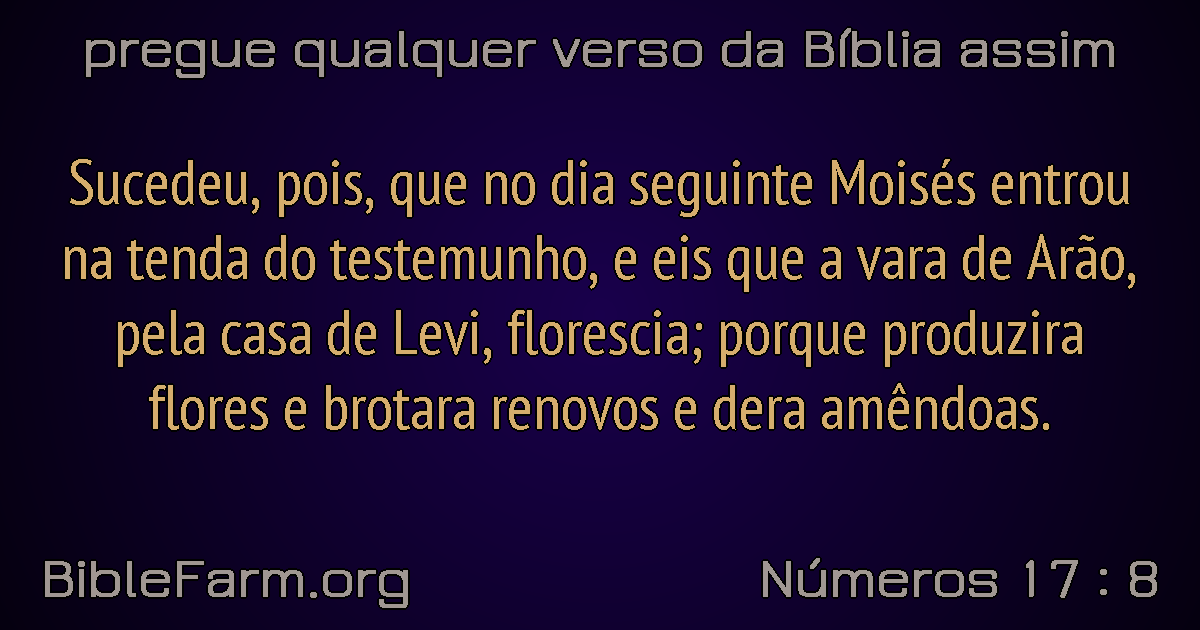 pregue qualquer verso da Bíblia assim
Sucedeu, pois, que no dia seguinte Moisés entrou
na tenda do testemunho, e eis que a vara de Arão,
pela casa de Levi, florescia; porque produzira
flores e brotara renovos e dera amêndoas.
BibleFarm.org
Números 17 : 8